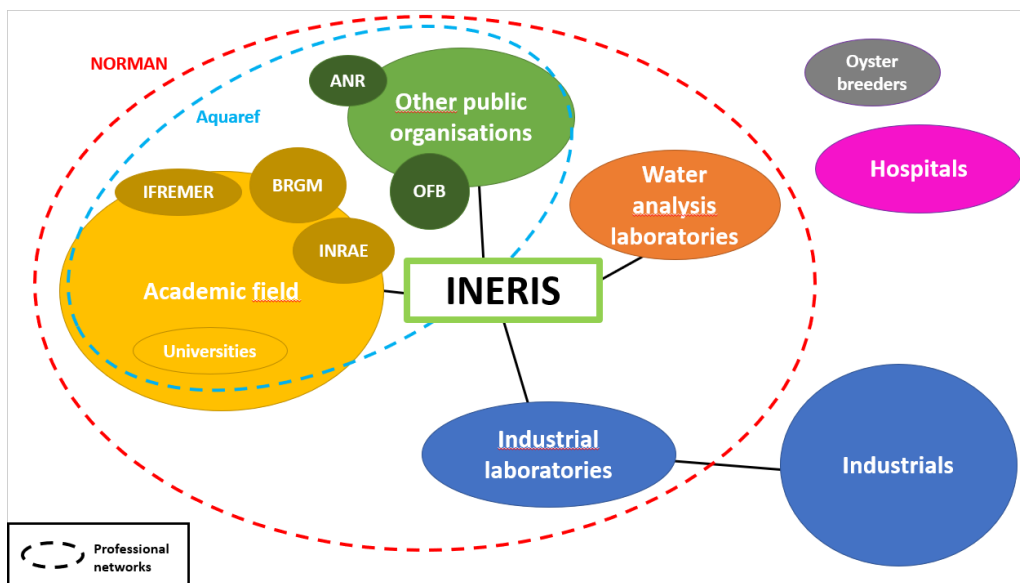 NORMAN
Aquaref
ANR
Other public
organisations
Oyster
breeders
Hospitals
IFREMER
BRGM
OFB
Water
analysis
laboratories
INRAE
Academic field
INERIS
Universities
Industrial
laboratories
Industrials
Professional
networks